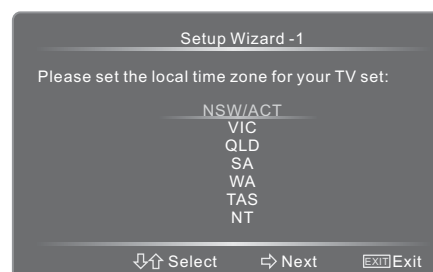 Setup Wizard -1
Please set the local time zone for your TV set:
NSW/ACT
VIC
QLD
SA
WA
TAS
NT
Select Next EXIT Exit